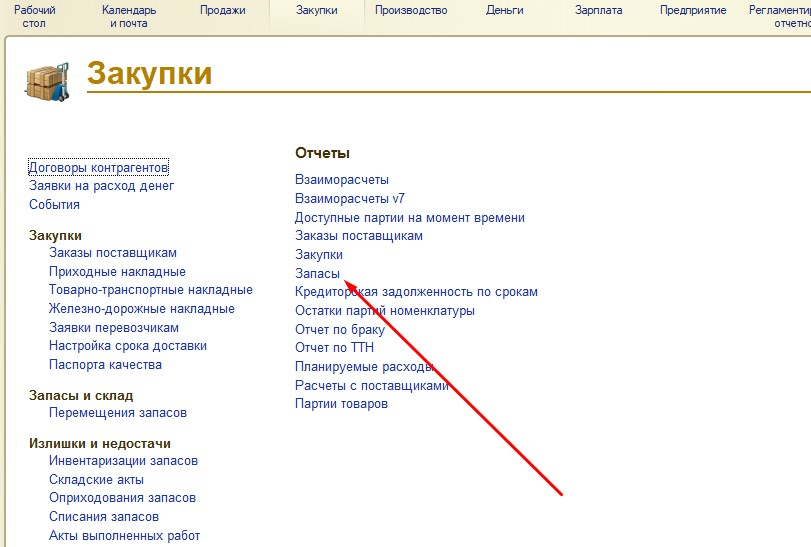 Рабочий стол
Календарь и почта
Продажи
Закупки
Производство
Деньги
Зарплата
Предприятие
Закупки
Договоры контрагентов
Заявки на расход денег
События
Закупки
Заказы поставщикам
Приходные накладные
Товарно-транспортные накладные
Железно-дорожные накладные
Заявки перевозчикам
Настройка срока доставки
Паспорта качества
Запасы и склад
Перемещения запасов
Излишки и недостачи
Инвентаризации запасов
Складские акты
Оприходования запасов
Списания запасов
Акты выполненных работ
Отчеты
Взаиморасчеты
Взаиморасчеты v7
Доступные партии на момент времени
Заказы поставщикам
Закупки
Запасы
Кредиторская задолженность по срокам
Остатки партий номенклатуры
Отчет по браку
Отчет по ТТН
Планируемые расходы
Расчеты с поставщиками
Партии товаров